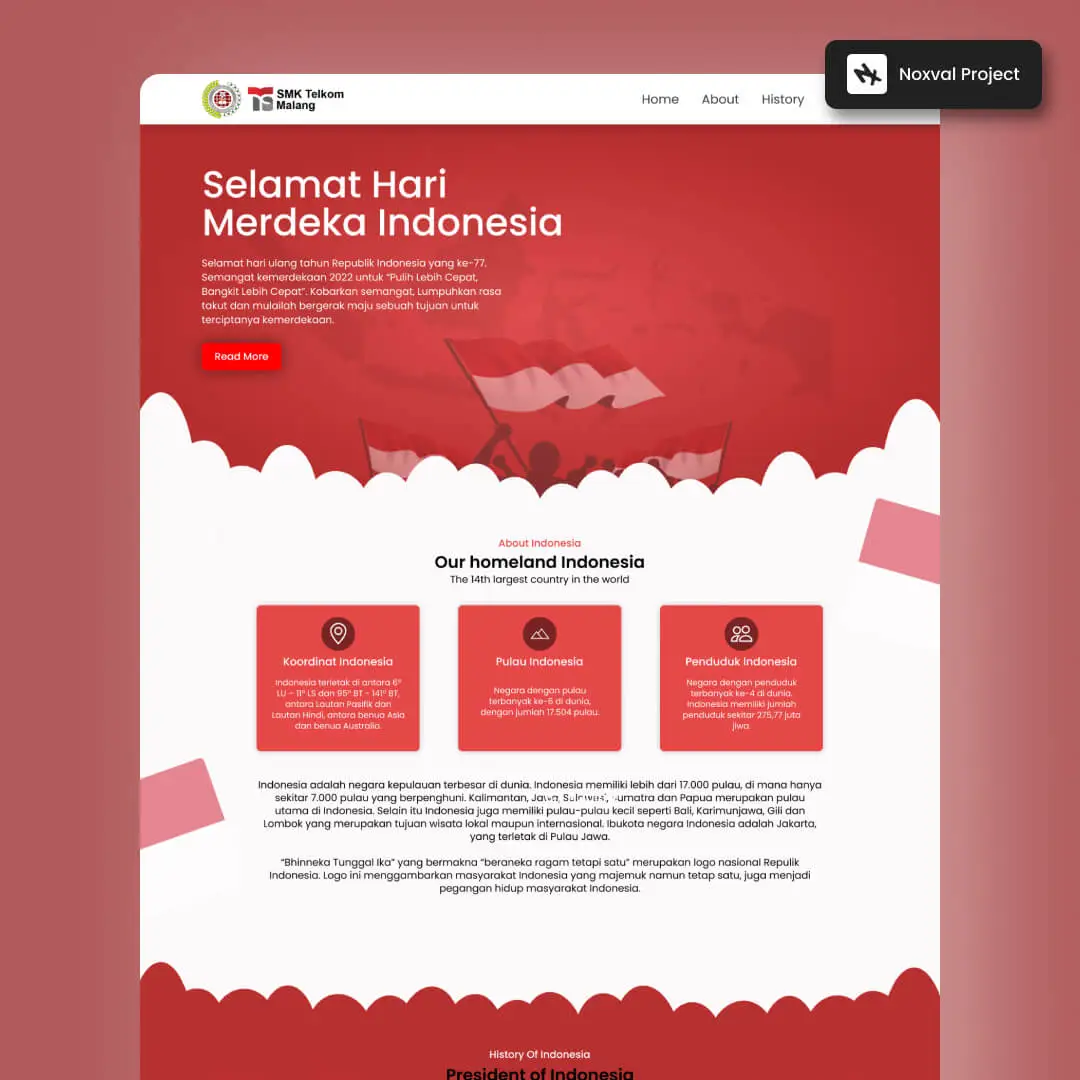 Noxval Project
SMK Telkom
Malang
Home About History
Selamat Hari
Merdeka Indonesia
Selamat hari ulang tahun Republik Indonesia yang ke-77.
Semangat kemerdekaan 2022 untuk “Pulih Lebih Cepat,
Bangkit Lebih Cepat”. Kobarkan semangat, Lumpuhkan rasa
takut dan mulailah bergerak maju sebuah tujuan untuk
terciptanya kemerdekaan.
Read More
About Indonesia
Our homeland Indonesia
The 14th largest country in the world
Koordinat Indonesia
Indonesia terletak di antara 6°
LU – 11° LS dan 95° BT - 141° BT,
antara Lautan Pasifik dan
Lautan Hindi, antara benua Asia
dan benua Australia.
Pulau Indonesia
Negara dengan pulau
terbanyak ke-6 di dunia,
dengan jumlah 17.504 pulau.
Penduduk Indonesia
Negara dengan penduduk
terbanyak ke-4 di dunia.
Indonesia memiliki jumlah
penduduk sekitar 275,77 juta
jiwa.
Indonesia adalah negara kepulauan terbesar di dunia. Indonesia memiliki lebih dari 17.000 pulau, di mana hanya
sekitar 7.000 pulau yang berpenghuni. Kalimantan, Jawa, Sulawesi, Sumatra dan Papua merupakan pulau
utama di Indonesia. Selain itu Indonesia juga memiliki pulau-pulau kecil seperti Bali, Karimunjawa, Gili dan
Lombok yang merupakan tujuan wisata lokal maupun internasional. Ibukota negara Indonesia adalah Jakarta,
yang terletak di Pulau Jawa.
“Bhinneka Tunggal Ika” yang bermakna “beraneka ragam tetapi satu” merupakan logo nasional Repulik
Indonesia. Logo ini menggambarkan masyarakat Indonesia yang majemuk namun tetap satu, juga menjadi
pegangan hidup masyarakat Indonesia.
History Of Indonesia
President of Indonesia